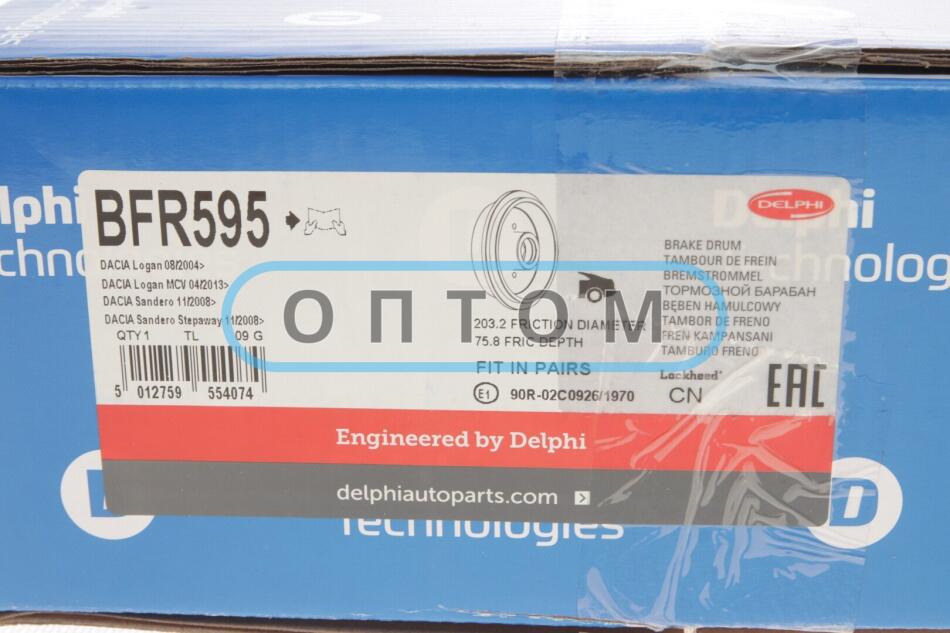 BFR595
DELPHI
DACIA Logan 08/2004>
DACIA Logan MCV 04/2013>
DACIA Sandero 11/2008>
DACIA Sandero Stepaway 11/2008>
QTY 1 TL 09 G
5 012759 554074
203.2 FRICTION DIAMETER
75.8 FRIC DEPTH
FIT IN PAIRS
E1 90R-02C0926/1970
BRAKE DRUM
TAMBOUR DE FREIN
BREMSTROMMEL
ТОРМОЗНОЙ БАРАБАН
BĘBEN HAMULCOWY
TAMBOR DE FRENO
FREN KAMPANSANI
TAMBURO FRENO
Lockheed
CN
EAC
ОПТОМ
Engineered by Delphi
delphiautoparts.com
Technologies